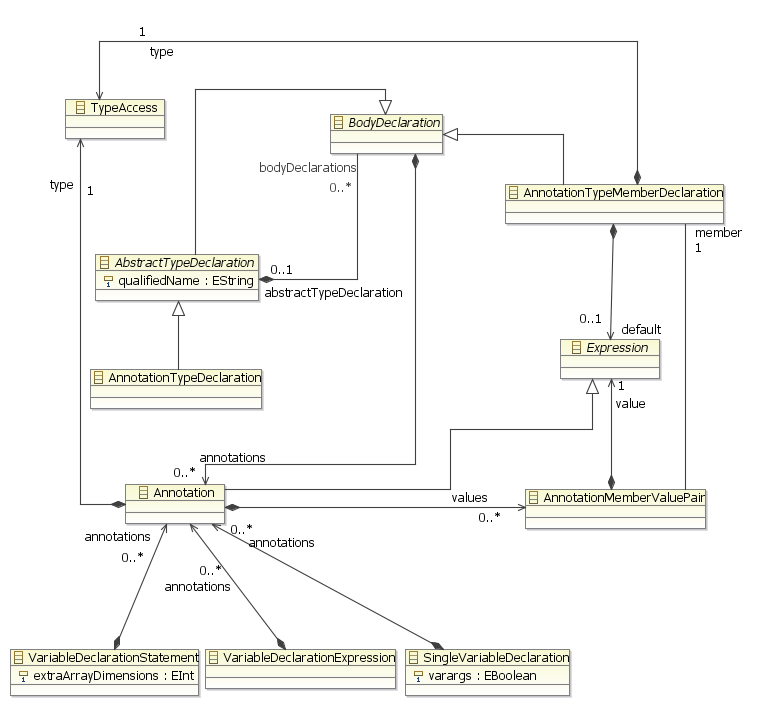 1
type
TypeAccess
BodyDeclaration
bodyDeclarations
0..*
type
1
AnnotationTypeMemberDeclaration
member
1
AbstractTypeDeclaration
qualifiedName : EString
0..1
abstractTypeDeclaration
0..1
default
Expression
1
value
AnnotationTypeDeclaration
annotations
0..*
Annotation
values
0..*
AnnotationMemberValuePair
annotations
0..*
0..*
annotations
0..*
annotations
VariableDeclarationStatement
extraArrayDimensions : EInt
VariableDeclarationExpression
SingleVariableDeclaration
varargs : EBoolean